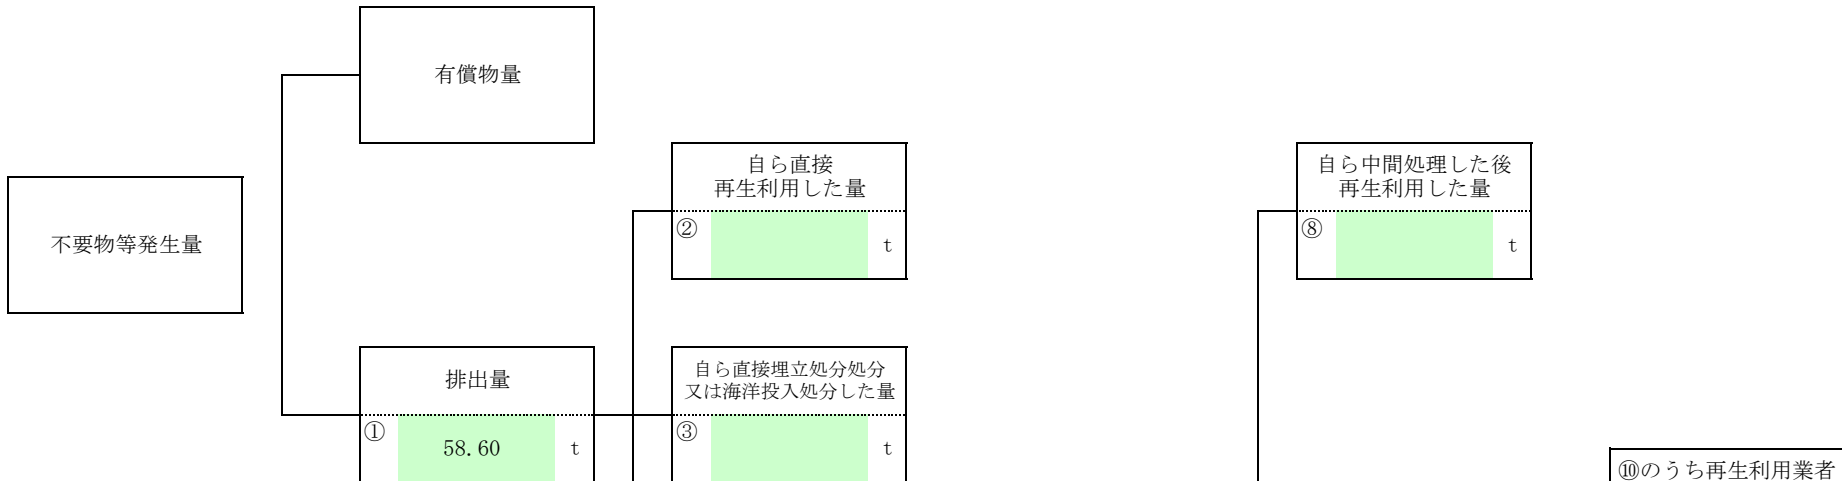 有償物量
自ら直接
再生利用した量
② t
自ら中間処理した後
再生利用した量
⑧ t
不要物等発生量
排出量
① 58.60 t
自ら直接埋立処分処分
又は海洋投入処分した量
③ t
⑩のうち再生利用業者